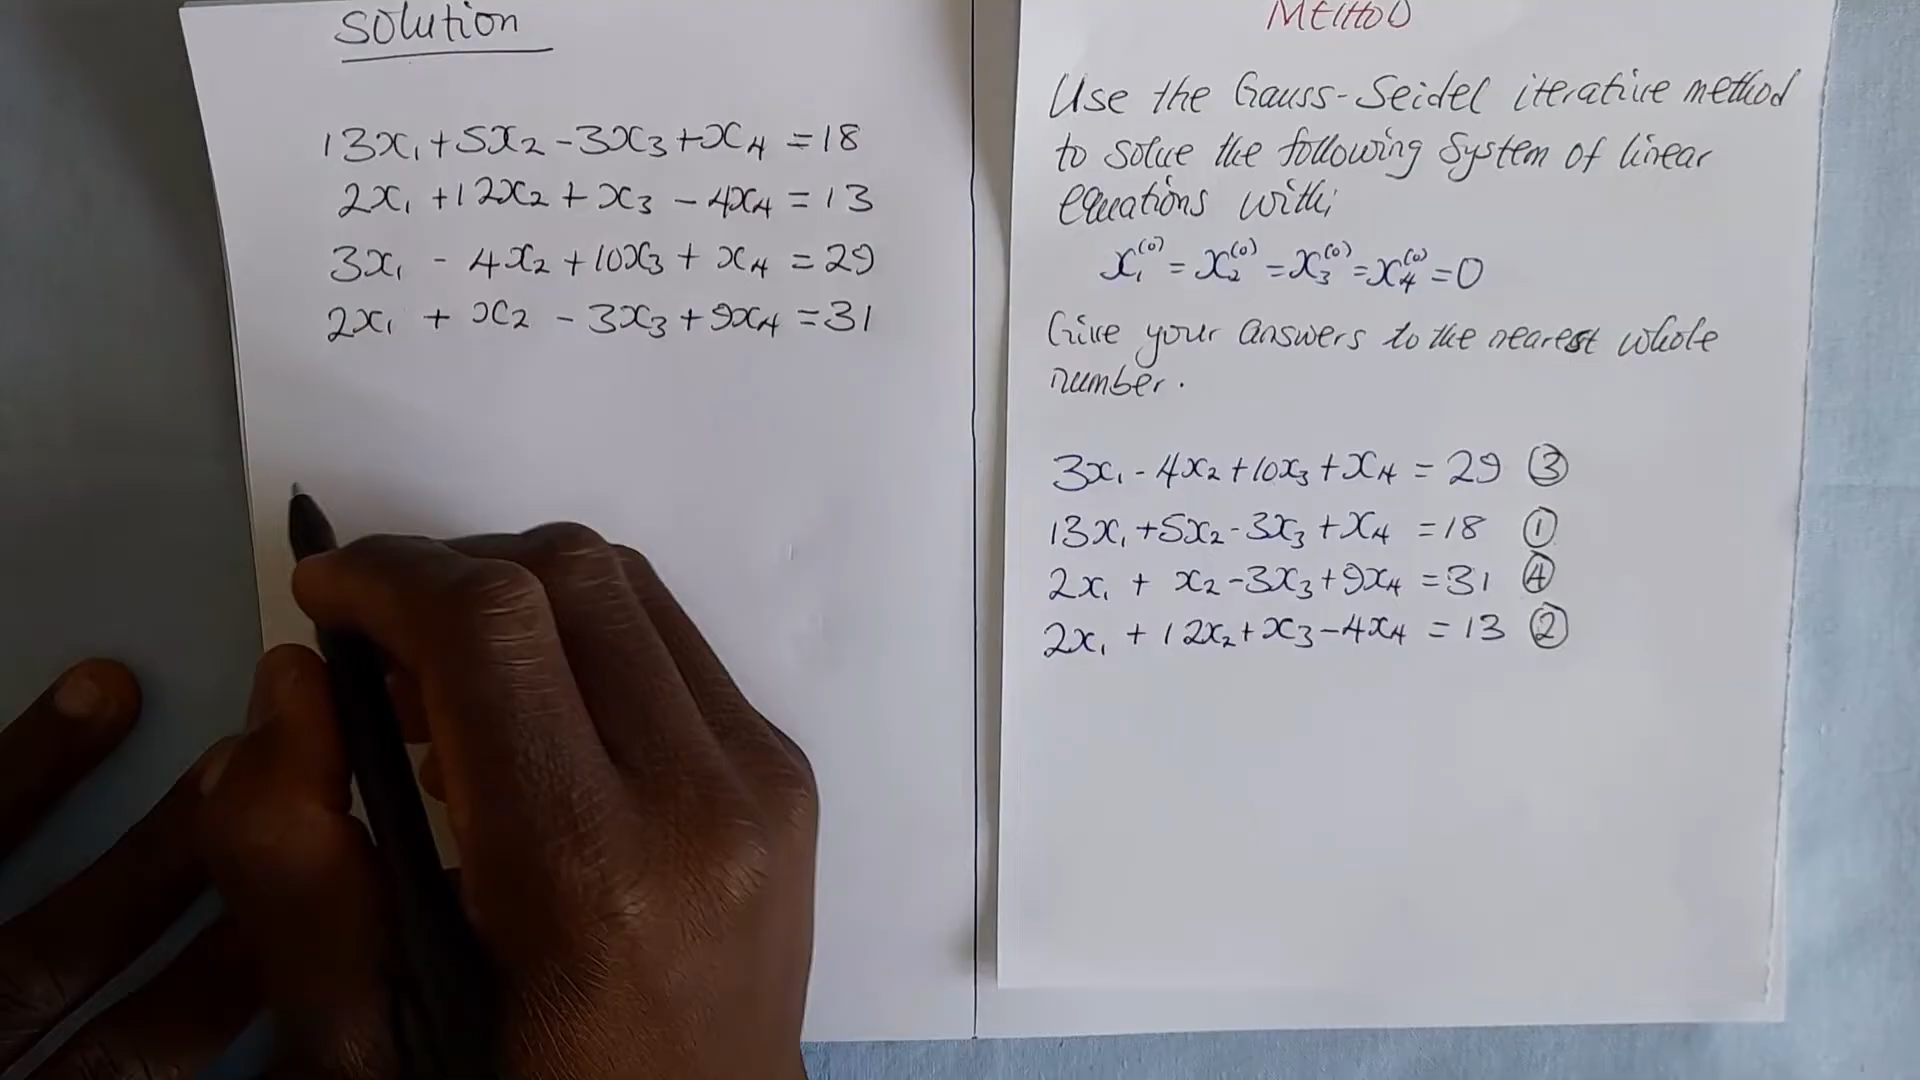 Solution
13x₁+5x₂-3x₃+x₄ =18
2x₁ +12x₂ + x₃ - 4x₄ = 13
3x₁ - 4x₂ +10x₃ + x₄ = 29
2x₁ + x₂ - 3x₃ + 9x₄ =31
METHOD
Use the Gauss-Seidel iterative method
to solve the following system of linear
equations with;
x₁⁽⁰⁾ = x₂⁽⁰⁾ = x₃⁽⁰⁾ = x₄⁽⁰⁾ = 0
Give your answers to the nearest whole
number.
3x₁ - 4x₂ +10x₃ + x₄ = 29 ③
13x₁ +5x₂ -3x₃ + x₄ =18 ①
2x₁ + x₂ -3x₃ +9x₄ =31 ④
2x₁ + 12x₂ + x₃ -4x₄ = 13 ②